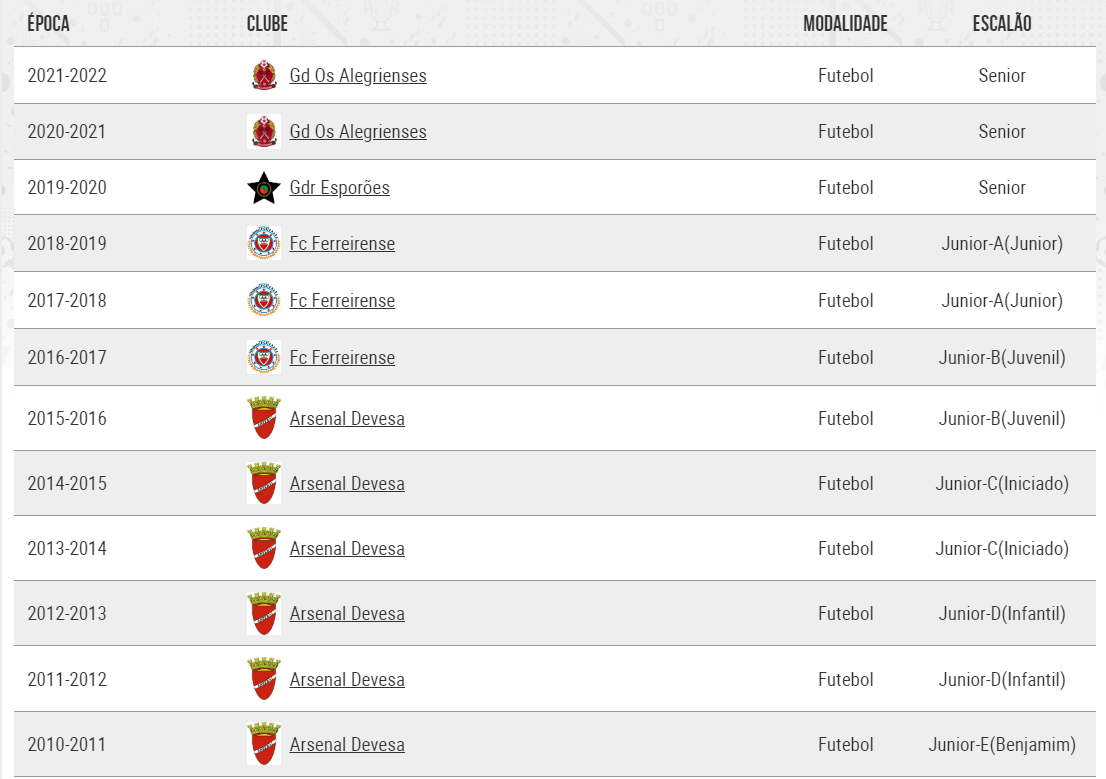 ÉPOCA CLUBE MODALIDADE ESCALÃO
2021-2022 Gd Os Alegrienses Futebol Senior
2020-2021 Gd Os Alegrienses Futebol Senior
2019-2020 Gdr Esporões Futebol Senior
2018-2019 Fc Ferreirense Futebol Junior-A(Junior)
2017-2018 Fc Ferreirense Futebol Junior-A(Junior)
2016-2017 Fc Ferreirense Futebol Junior-B(Juvenil)
2015-2016 Arsenal Devesa Futebol Junior-B(Juvenil)
2014-2015 Arsenal Devesa Futebol Junior-C(Iniciado)
2013-2014 Arsenal Devesa Futebol Junior-C(Iniciado)
2012-2013 Arsenal Devesa Futebol Junior-D(Infantil)
2011-2012 Arsenal Devesa Futebol Junior-D(Infantil)
2010-2011 Arsenal Devesa Futebol Junior-E(Benjamim)